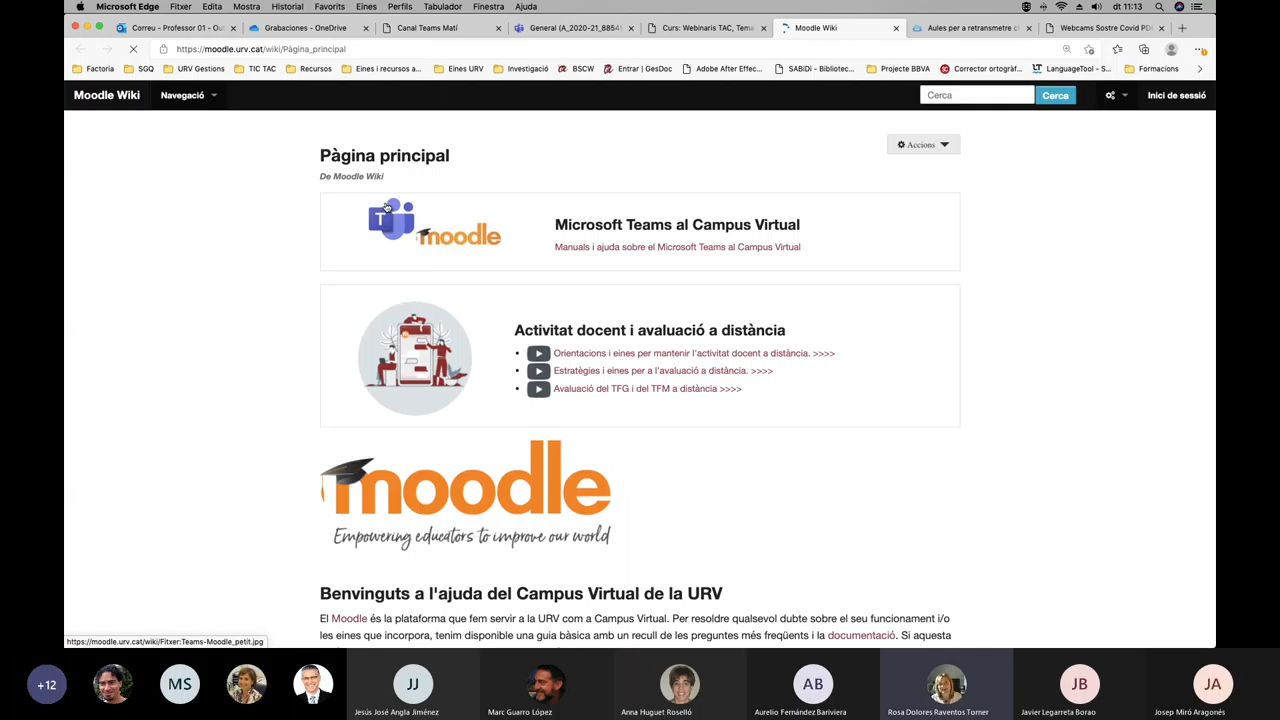 Microsoft Edge Fitxer Edita Mostra Historial Favorits Eines Perfils Tabulador Finestra Ajuda dt 11:13
Correu - Professor 01 - Out Grabaciones - OneDrive Canal Teams Matí General (A_2020-21_8854 Curs: Webinaris TAC, Tema Moodle Wiki Aules per a retransmetre c Webcams Sostre Covid PD
https://moodle.urv.cat/wiki/Pàgina_principal
Factoria SGQ URV Gestions TIC TAC Recursos Eines i recursos a... Eines URV Investigació BSCW Entrar | GesDoc Adobe After Effec... SABiDi - Bibliotec... Projecte BBVA Corrector ortogràf... LanguageTool - S... Formacions
Moodle Wiki Navegació Cerca Cerca Inici de sessió
Accions
Pàgina principal
De Moodle Wiki
T
moodle
Microsoft Teams al Campus Virtual
Manuals i ajuda sobre el Microsoft Teams al Campus Virtual
Activitat docent i avaluació a distància
• Orientacions i eines per mantenir l'activitat docent a distància. >>>>
• Estratègies i eines per a l'avaluació a distància. >>>>
• Avaluació del TFG i del TFM a distància >>>>
moodle
Empowering educators to improve our world
Benvinguts a l'ajuda del Campus Virtual de la URV
El Moodle és la plataforma que fem servir a la URV com a Campus Virtual. Per resoldre qualsevol dubte sobre el seu funcionament i/o
les eines que incorpora, tenim disponible una guia bàsica amb un recull de les preguntes més freqüents i la documentació. Si aquesta
https://moodle.urv.cat/wiki/Fitxer:Teams-Moodle_petit.jpg
+12 MS JJ AB JB JA
Jesús José Angla Jiménez Marc Guarro López Anna Huguet Roselló Aurelio Fernández Bariviera Rosa Dolores Raventos Torner Javier Legarreta Borao Josep Miró Aragonés